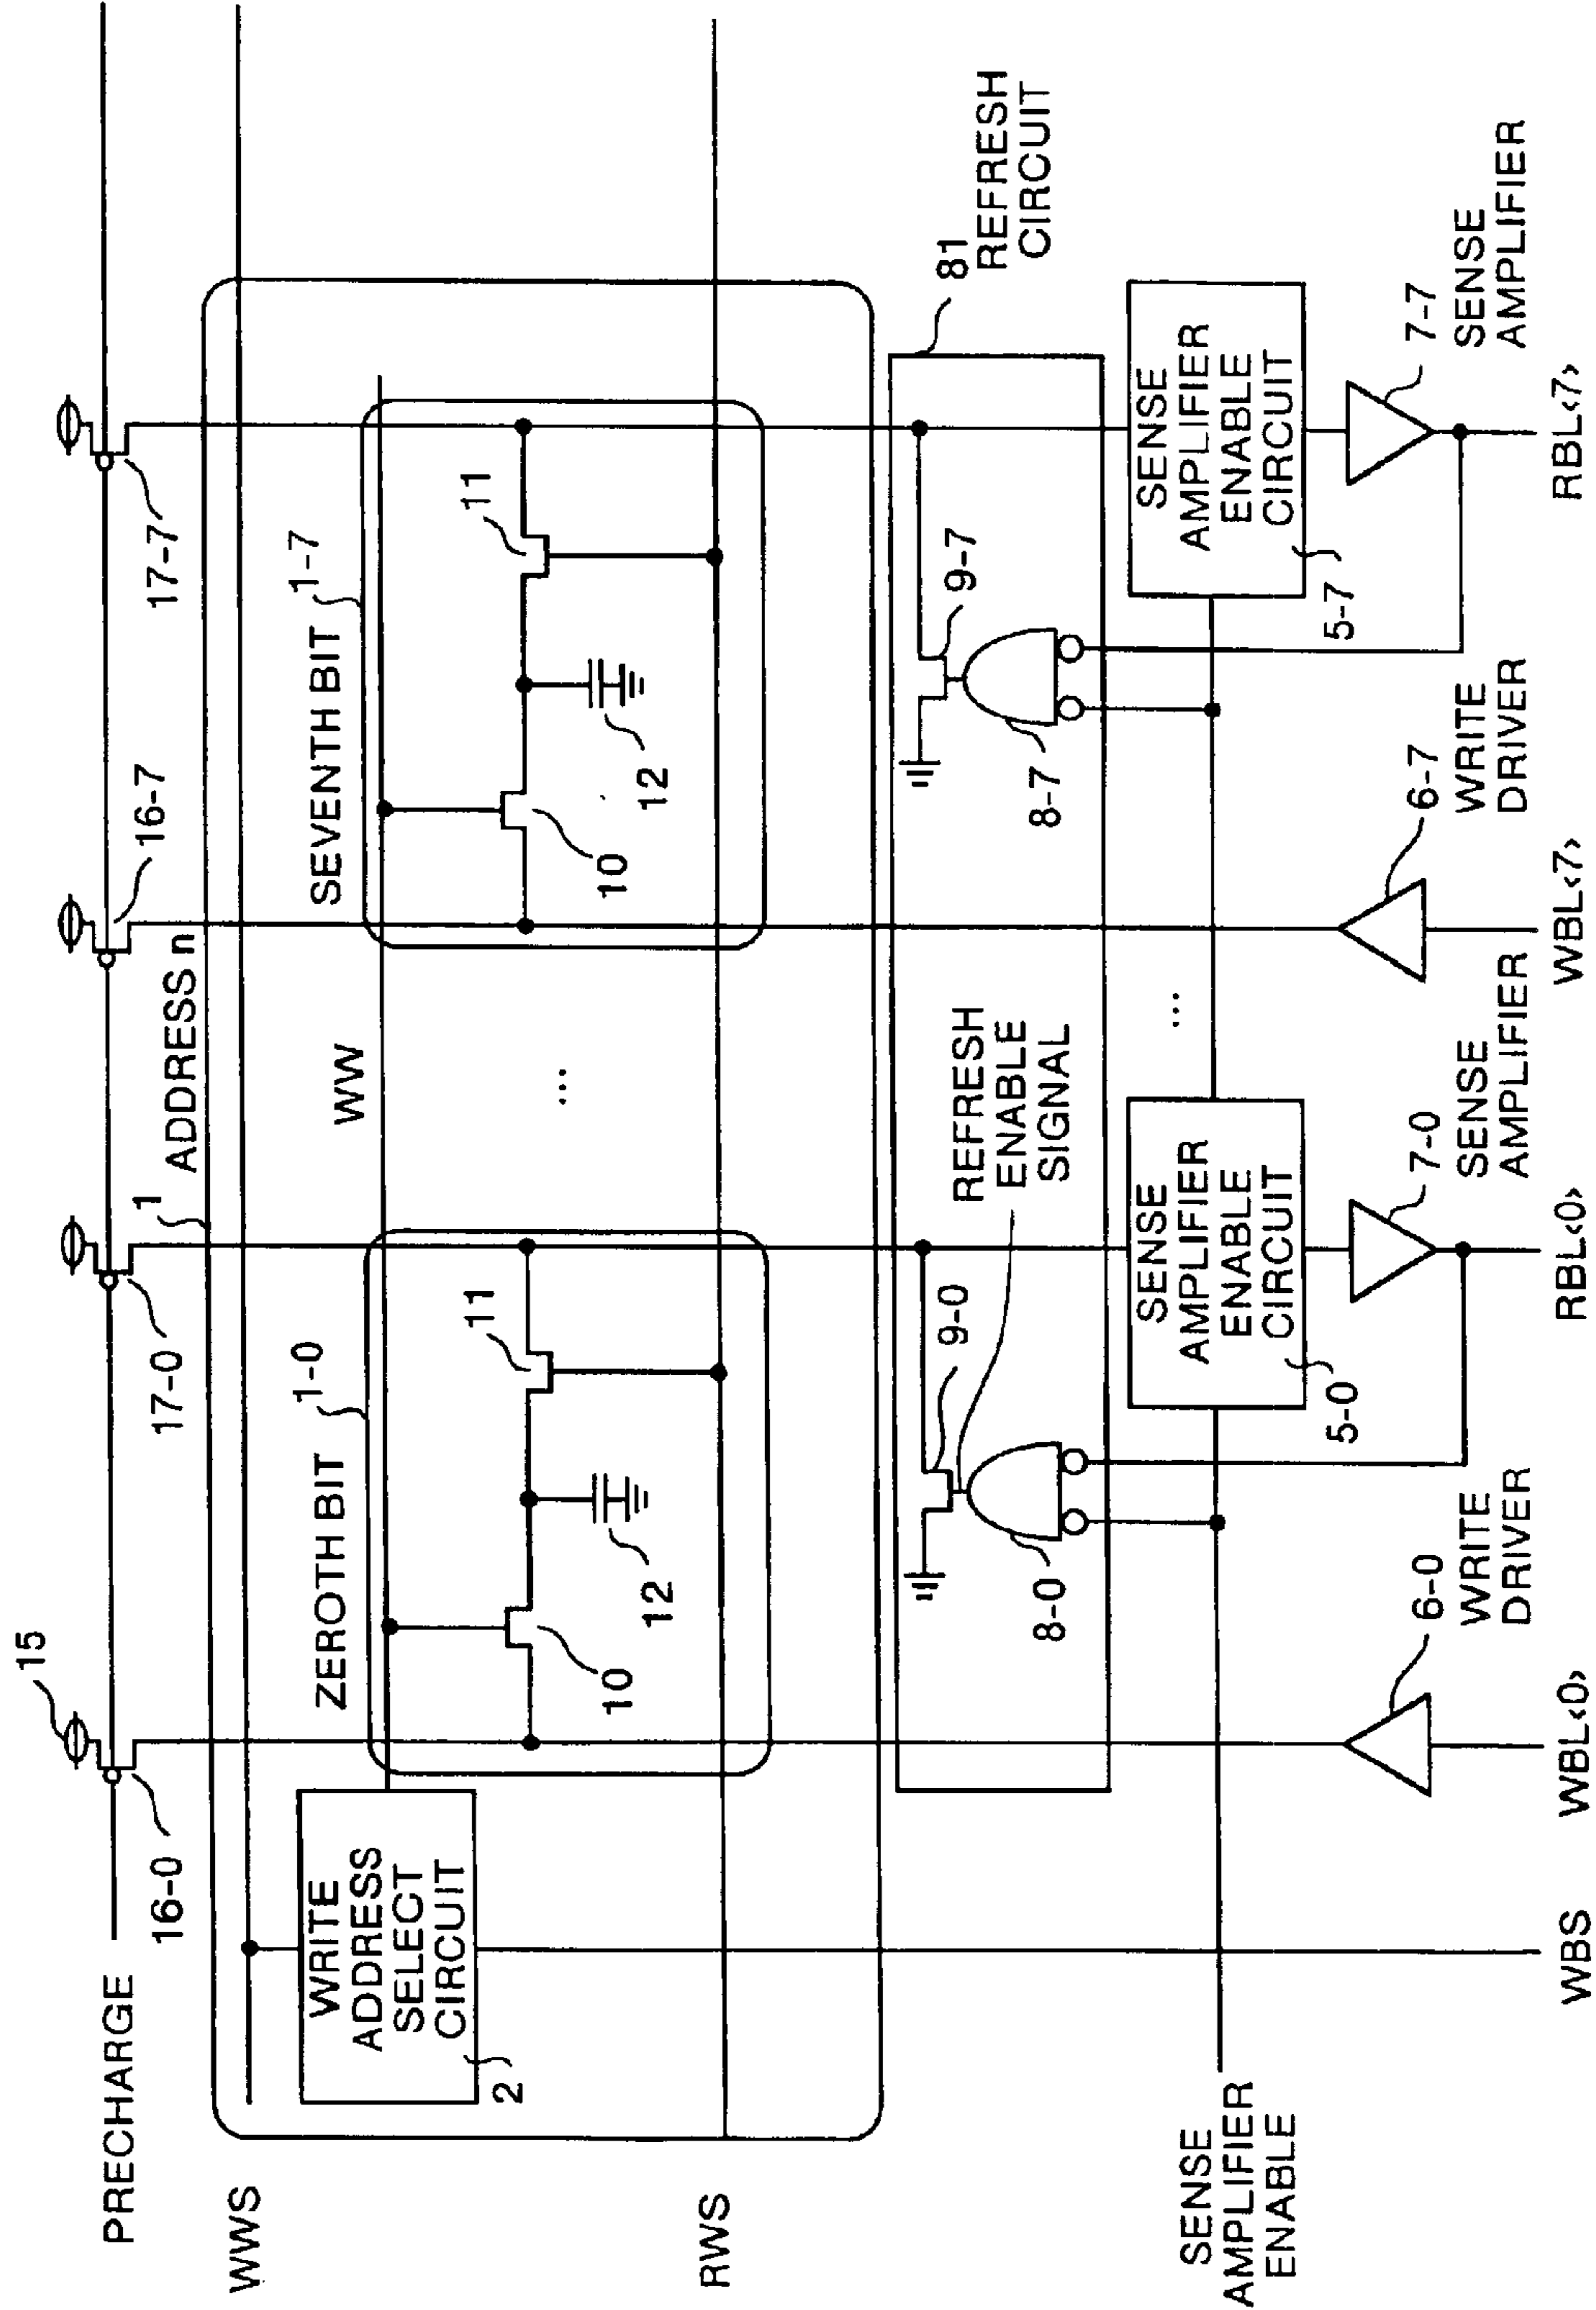 PRECHARGE
16-0
15
17-0
1
ADDRESS n
16-7
17-7
WWS
WRITE
ADDRESS
SELECT
CIRCUIT
2
ZEROTH BIT
1-0
WW
SEVENTH BIT
1-7
10
12
11
...
10
12
11
RWS
81
REFRESH
CIRCUIT
8-0
9-0
REFRESH
ENABLE
SIGNAL
8-7
9-7
SENSE
AMPLIFIER
ENABLE
SENSE
AMPLIFIER
ENABLE
CIRCUIT
5-0
...
SENSE
AMPLIFIER
ENABLE
CIRCUIT
5-7
6-0
WRITE
DRIVER
7-0
SENSE
AMPLIFIER
6-7
WRITE
DRIVER
7-7
SENSE
AMPLIFIER
WBS
WBL<0>
RBL<0>
WBL<7>
RBL<7>